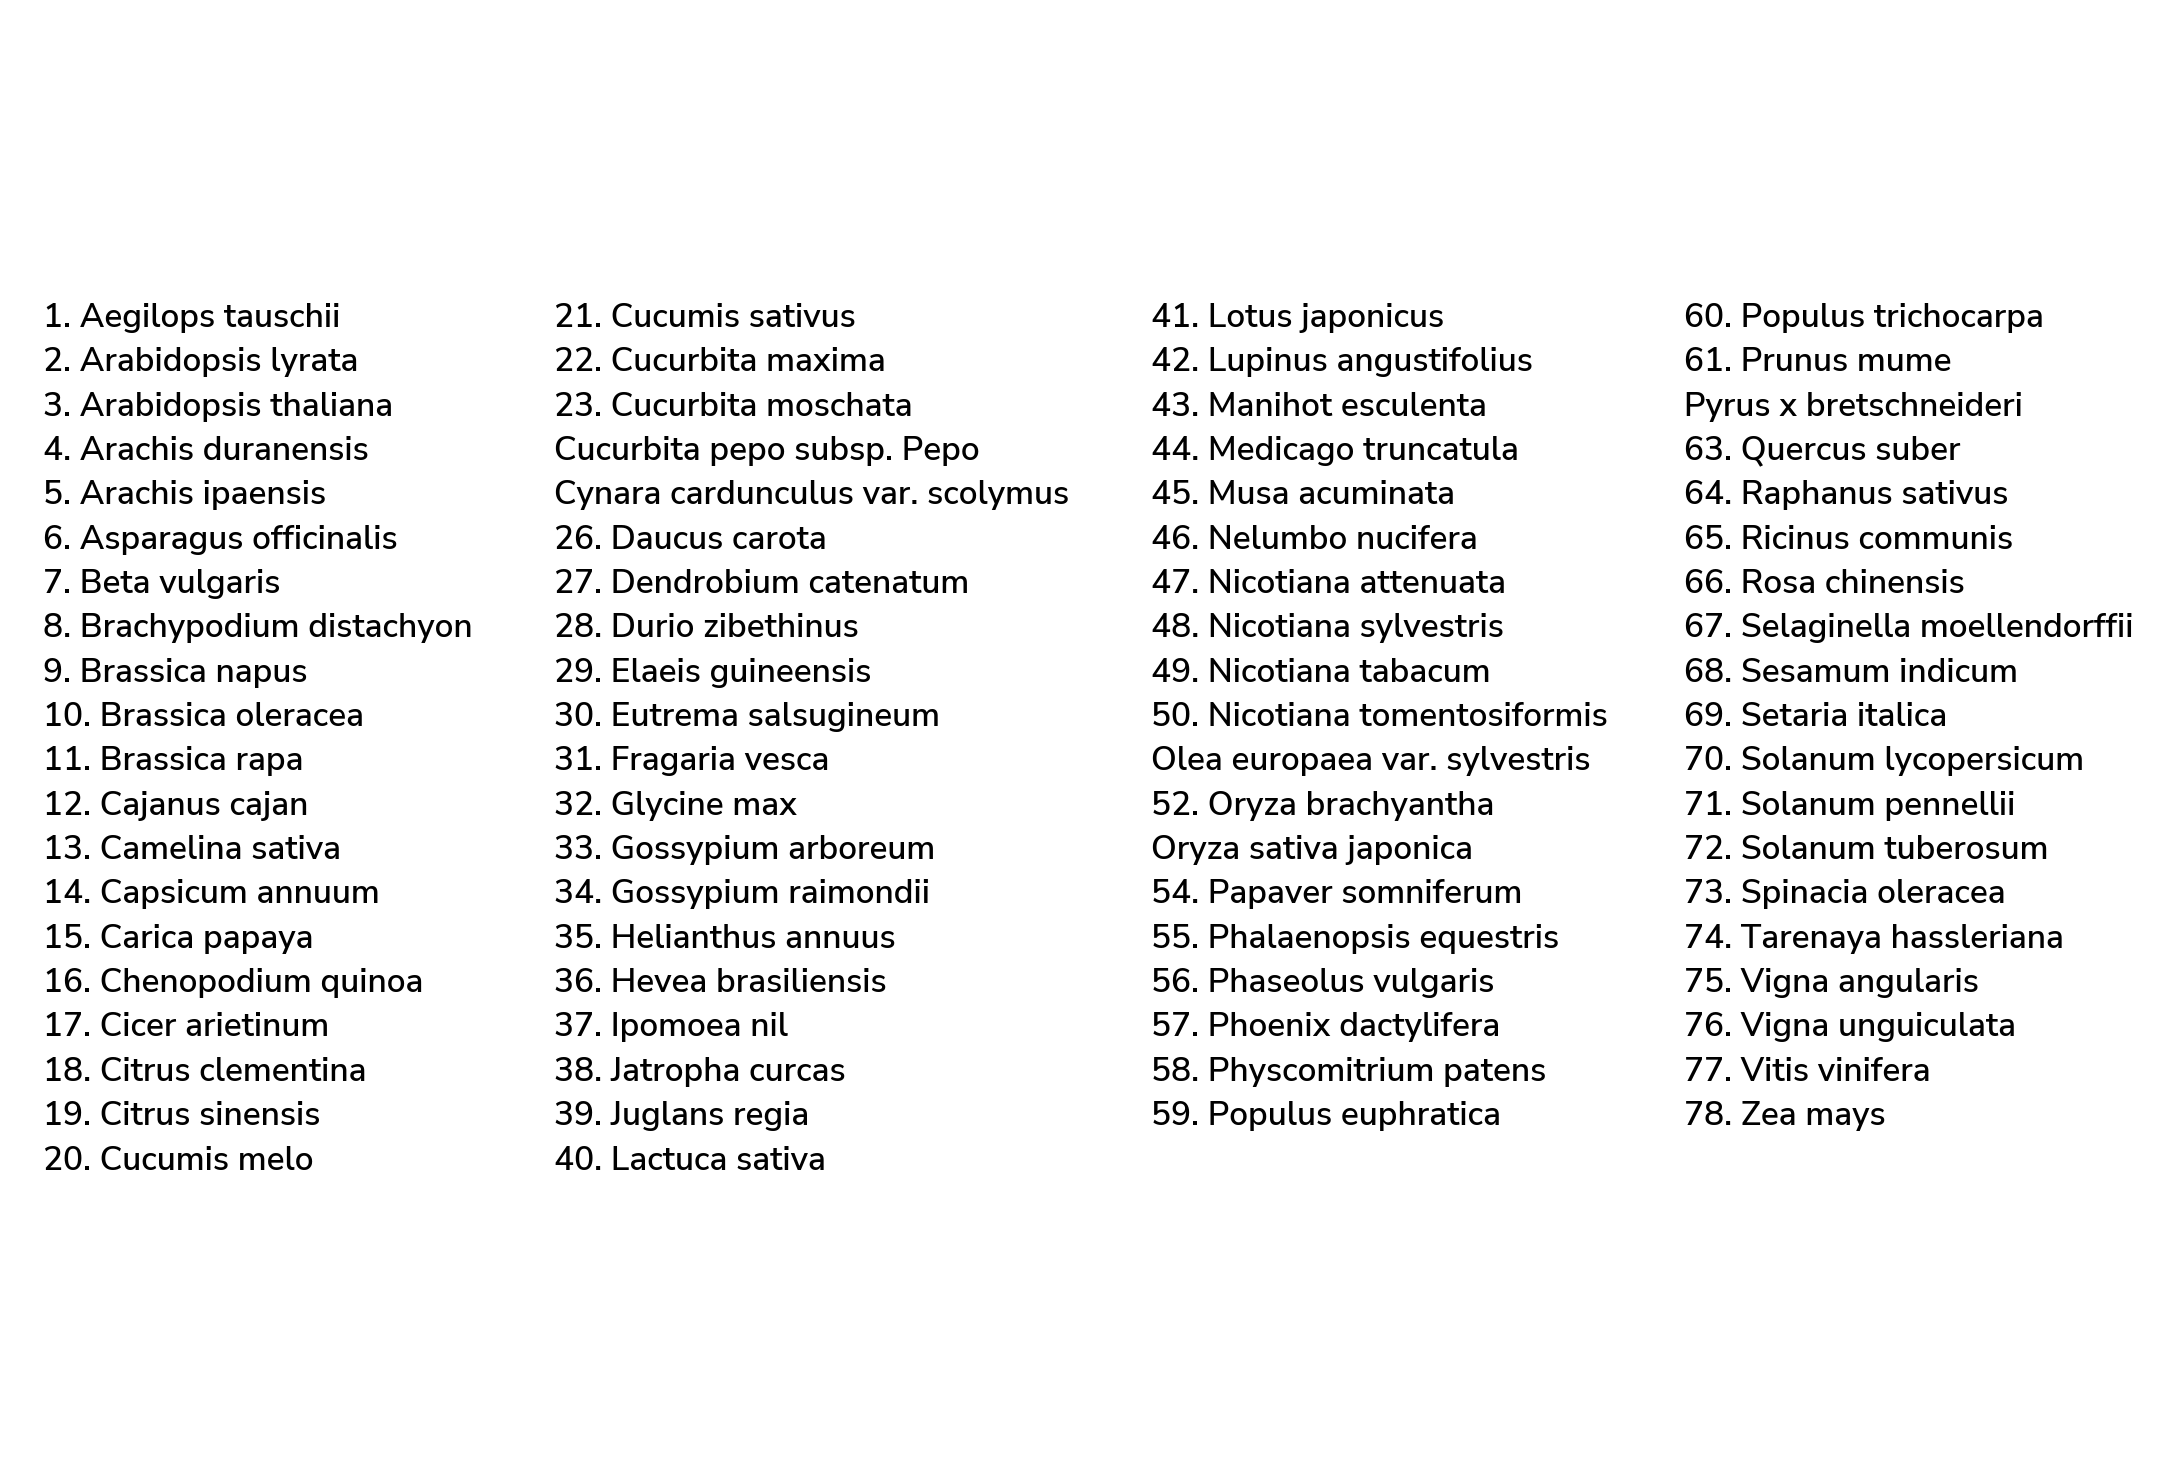 1. Aegilops tauschii
2. Arabidopsis lyrata
3. Arabidopsis thaliana
4. Arachis duranensis
5. Arachis ipaensis
6. Asparagus officinalis
7. Beta vulgaris
8. Brachypodium distachyon
9. Brassica napus
10. Brassica oleracea
11. Brassica rapa
12. Cajanus cajan
13. Camelina sativa
14. Capsicum annuum
15. Carica papaya
16. Chenopodium quinoa
17. Cicer arietinum
18. Citrus clementina
19. Citrus sinensis
20. Cucumis melo
21. Cucumis sativus
22. Cucurbita maxima
23. Cucurbita moschata
Cucurbita pepo subsp. Pepo
Cynara cardunculus var. scolymus
26. Daucus carota
27. Dendrobium catenatum
28. Durio zibethinus
29. Elaeis guineensis
30. Eutrema salsugineum
31. Fragaria vesca
32. Glycine max
33. Gossypium arboreum
34. Gossypium raimondii
35. Helianthus annuus
36. Hevea brasiliensis
37. Ipomoea nil
38. Jatropha curcas
39. Juglans regia
40. Lactuca sativa
41. Lotus japonicus
42. Lupinus angustifolius
43. Manihot esculenta
44. Medicago truncatula
45. Musa acuminata
46. Nelumbo nucifera
47. Nicotiana attenuata
48. Nicotiana sylvestris
49. Nicotiana tabacum
50. Nicotiana tomentosiformis
Olea europaea var. sylvestris
52. Oryza brachyantha
Oryza sativa japonica
54. Papaver somniferum
55. Phalaenopsis equestris
56. Phaseolus vulgaris
57. Phoenix dactylifera
58. Physcomitrium patens
59. Populus euphratica
60. Populus trichocarpa
61. Prunus mume
Pyrus x bretschneideri
63. Quercus suber
64. Raphanus sativus
65. Ricinus communis
66. Rosa chinensis
67. Selaginella moellendorffii
68. Sesamum indicum
69. Setaria italica
70. Solanum lycopersicum
71. Solanum pennellii
72. Solanum tuberosum
73. Spinacia oleracea
74. Tarenaya hassleriana
75. Vigna angularis
76. Vigna unguiculata
77. Vitis vinifera
78. Zea mays